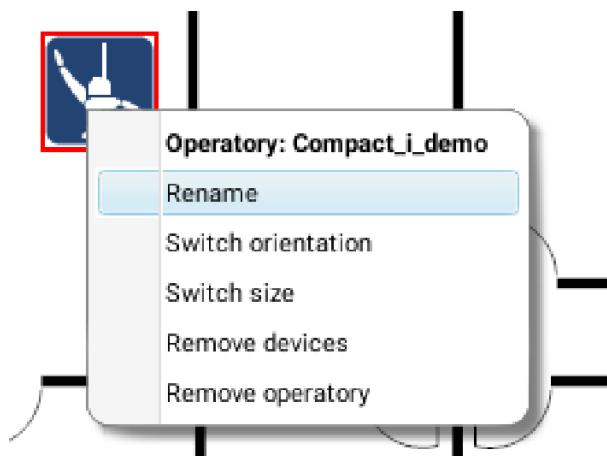 Operatory: Compact_i_demo
Rename
Switch orientation
Switch size
Remove devices
Remove operatory